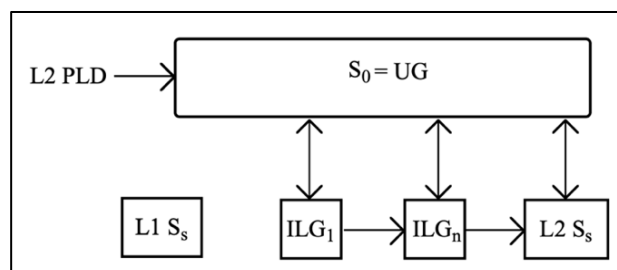 S₀ = UG
L2 PLD
L1 Sₛ
ILG₁
ILGₙ
L2 Sₛ